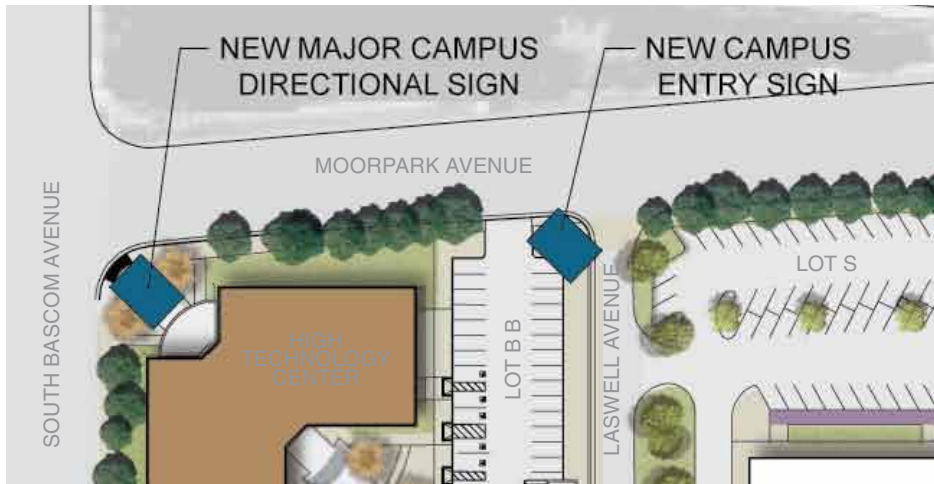 NEW MAJOR CAMPUS
DIRECTIONAL SIGN
NEW CAMPUS
ENTRY SIGN
MOORPARK AVENUE
SOUTH BASCOM AVENUE
LOT S
HIGH
TECHNOLOGY
CENTER
LOT B B
LASWELL AVENUE